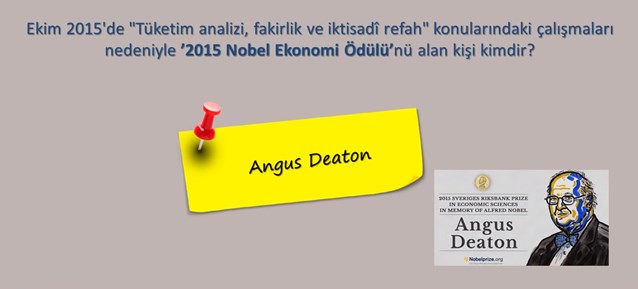 Ekim 2015'de "Tüketim analizi, fakirlik ve iktisadî refah" konularındaki çalışmaları
nedeniyle ’2015 Nobel Ekonomi Ödülü’nü alan kişi kimdir?
Angus Deaton
2015 SVERIGES RIKSBANK PRIZE
IN ECONOMIC SCIENCES
IN MEMORY OF ALFRED NOBEL
Angus
Deaton
Nobelprize.org